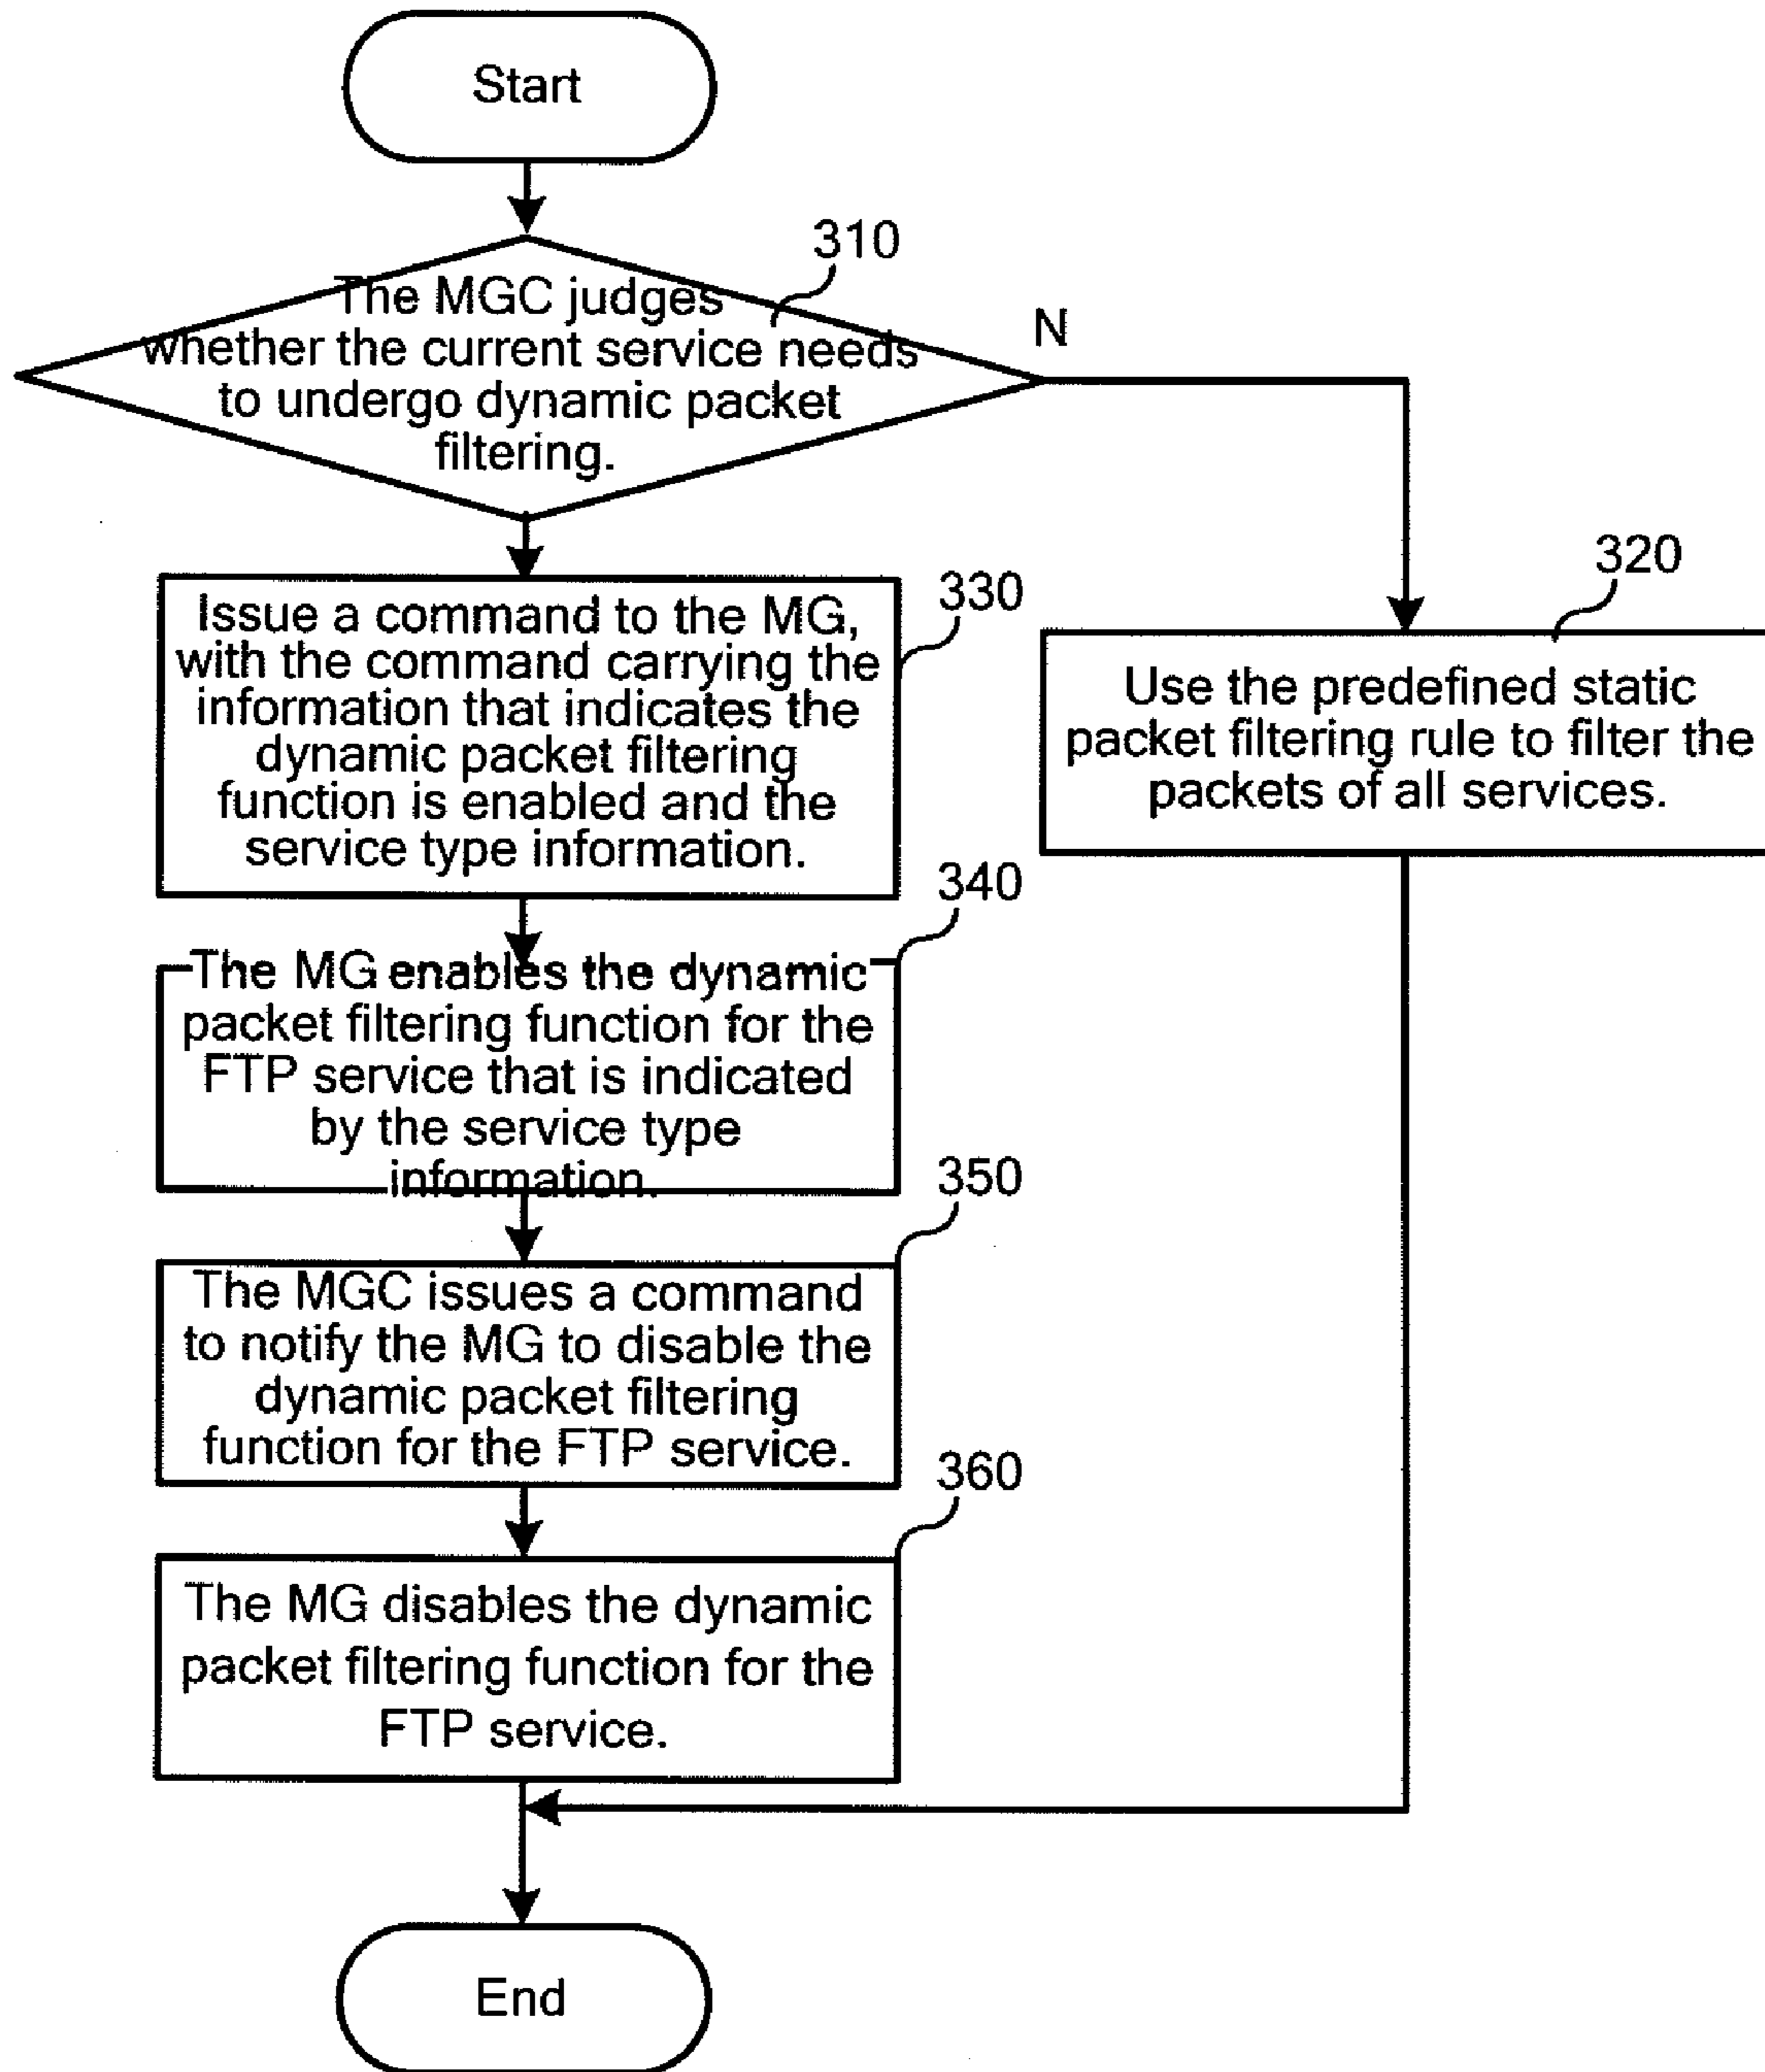 Start
310
The MGC judges
whether the current service needs
to undergo dynamic packet
filtering.
N
330
Issue a command to the MG,
with the command carrying the
information that indicates the
dynamic packet filtering
function is enabled and the
service type information.
320
Use the predefined static
packet filtering rule to filter the
packets of all services.
340
The MG enables the dynamic
packet filtering function for the
FTP service that is indicated
by the service type
information.
350
The MGC issues a command
to notify the MG to disable the
dynamic packet filtering
function for the FTP service.
360
The MG disables the dynamic
packet filtering function for the
FTP service.
End